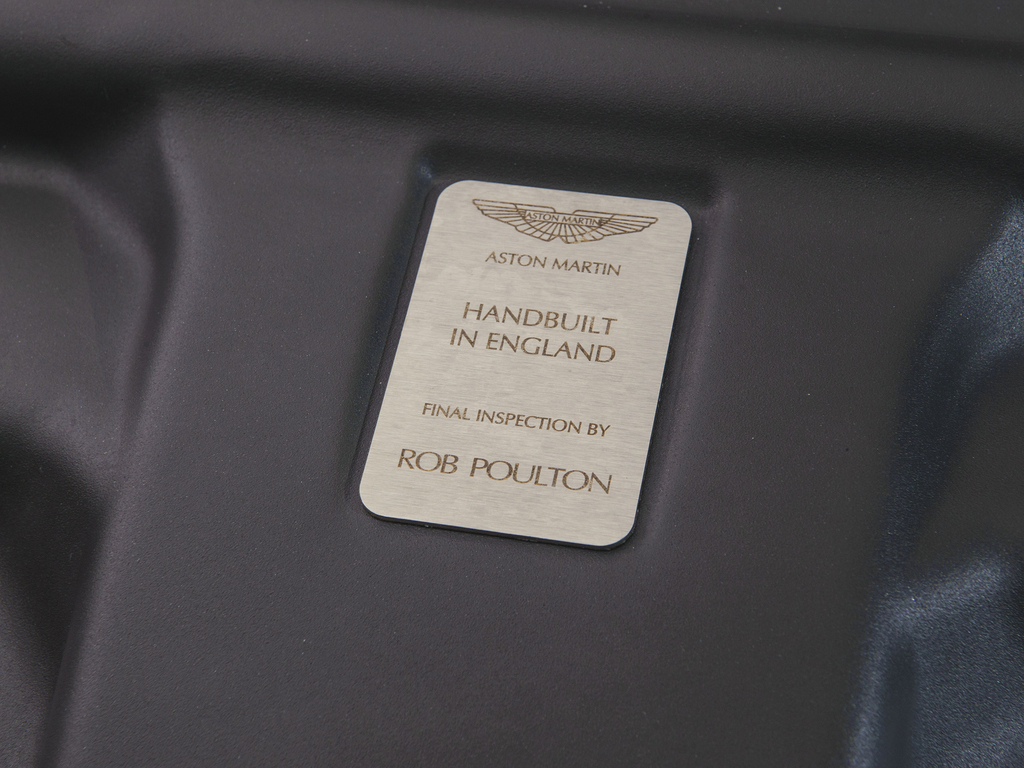 ASTON MARTIN
ASTON MARTIN
HANDBUILT
IN ENGLAND
FINAL INSPECTION BY
ROB POULTON